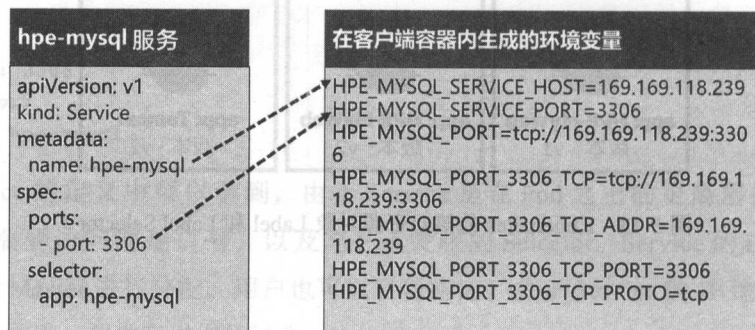 hpe-mysql 服务
apiVersion: v1
kind: Service
metadata:
name: hpe-mysql
spec:
ports:
- port: 3306
selector:
app: hpe-mysql
在客户端容器内生成的环境变量
HPE_MYSQL_SERVICE_HOST=169.169.118.239
HPE_MYSQL_SERVICE_PORT=3306
HPE_MYSQL_PORT=tcp://169.169.118.239:330
6
HPE_MYSQL_PORT_3306_TCP=tcp://169.169.1
18.239:3306
HPE_MYSQL_PORT_3306_TCP_ADDR=169.169.
118.239
HPE_MYSQL_PORT_3306_TCP_PORT=3306
HPE_MYSQL_PORT_3306_TCP_PROTO=tcp